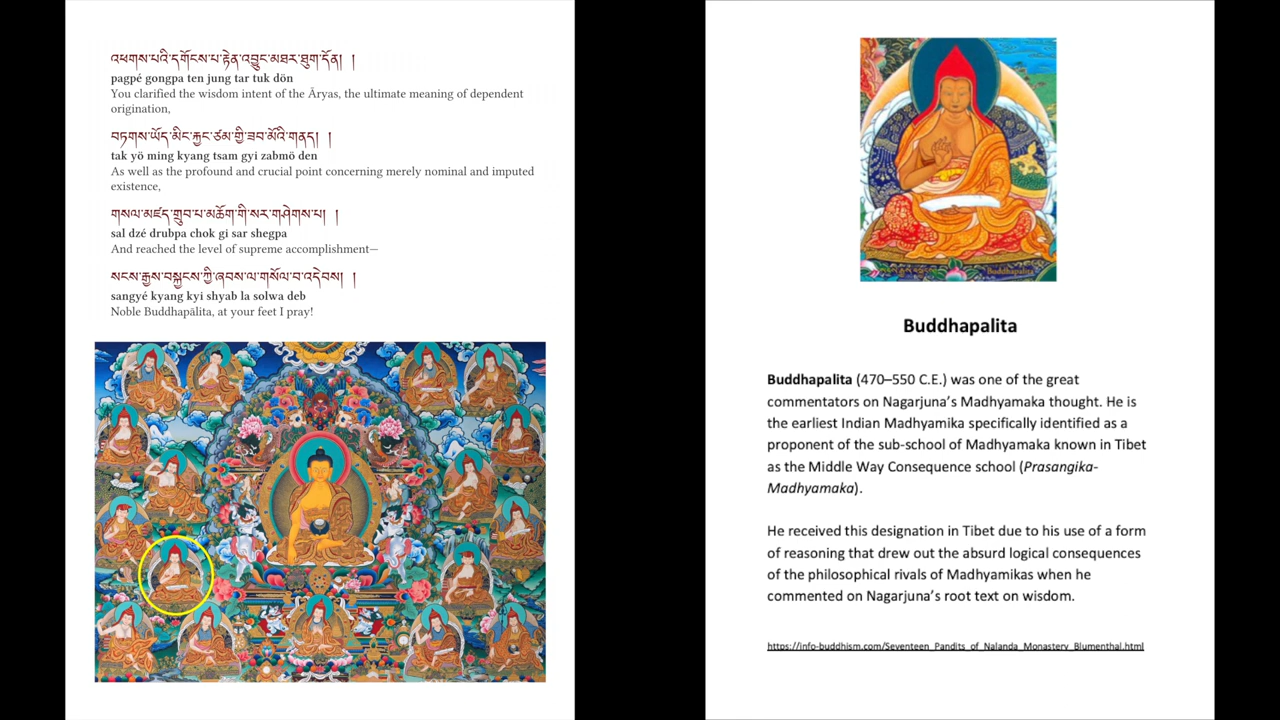 འཕགས་པའི་དགོངས་པ་རྟེན་འབྱུང་མཐར་ཐུག་དོན། །
pagpé gongpa ten jung tar tuk dön
You clarified the wisdom intent of the Āryas, the ultimate meaning of dependent
origination,
བཏགས་ཡོད་མིང་རྐྱང་ཙམ་གྱི་ཟབ་མོའི་གནད། །
tak yö ming kyang tsam gyi zabmö den
As well as the profound and crucial point concerning merely nominal and imputed
existence,
གསལ་མཛད་གྲུབ་པ་མཆོག་གི་སར་གཤེགས་པ། །
sal dzé drubpa chok gi sar shegpa
And reached the level of supreme accomplishment—
སངས་རྒྱས་བསྐྱངས་ཀྱི་ཞབས་ལ་གསོལ་བ་འདེབས། །
sangyé kyang kyi shyab la solwa deb
Noble Buddhapālita, at your feet I pray!
Buddhapalita
Buddhapalita
Buddhapalita (470–550 C.E.) was one of the great
commentators on Nagarjuna’s Madhyamaka thought. He is
the earliest Indian Madhyamika specifically identified as a
proponent of the sub-school of Madhyamaka known in Tibet
as the Middle Way Consequence school (Prasangika-
Madhyamaka).
He received this designation in Tibet due to his use of a form
of reasoning that drew out the absurd logical consequences
of the philosophical rivals of Madhyamikas when he
commented on Nagarjuna’s root text on wisdom.
https://info-buddhism.com/Seventeen_Pandits_of_Nalanda_Monastery_Blumenthal.html